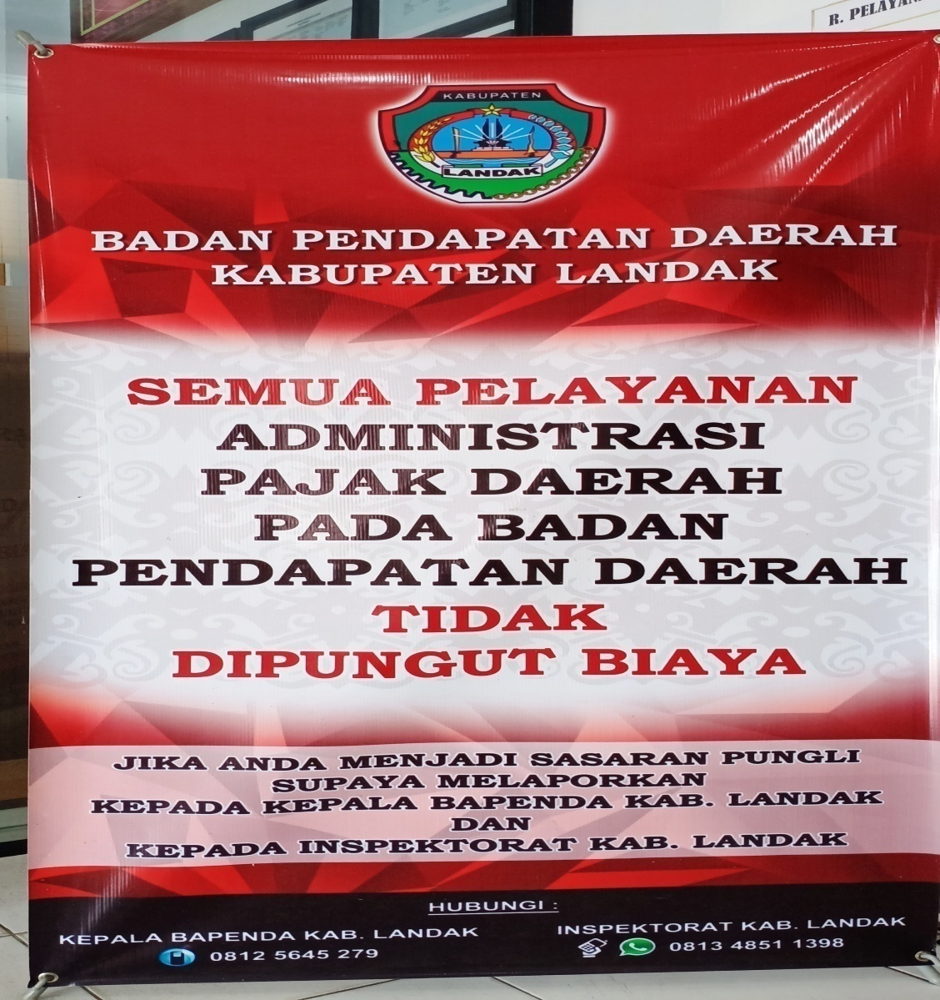 R. PELAYAN
KABUPATEN
LANDAK
BADAN PENDAPATAN DAERAH
KABUPATEN LANDAK
SEMUA PELAYANAN
ADMINISTRASI
PAJAK DAERAH
PADA BADAN
PENDAPATAN DAERAH
TIDAK
DIPUNGUT BIAYA
JIKA ANDA MENJADI SASARAN PUNGLI
SUPAYA MELAPORKAN
KEPADA KEPALA BAPENDA KAB. LANDAK
DAN
KEPADA INSPEKTORAT KAB. LANDAK
HUBUNGI :
KEPALA BAPENDA KAB. LANDAK
0812 5645 279
INSPEKTORAT KAB. LANDAK
0813 4851 1398